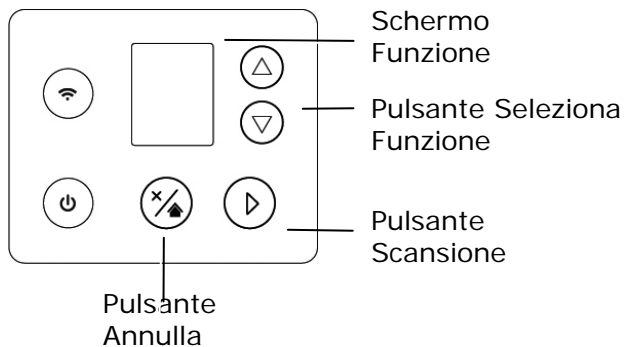 Schermo
Funzione
Pulsante Seleziona
Funzione
Pulsante
Scansione
Pulsante
Annulla